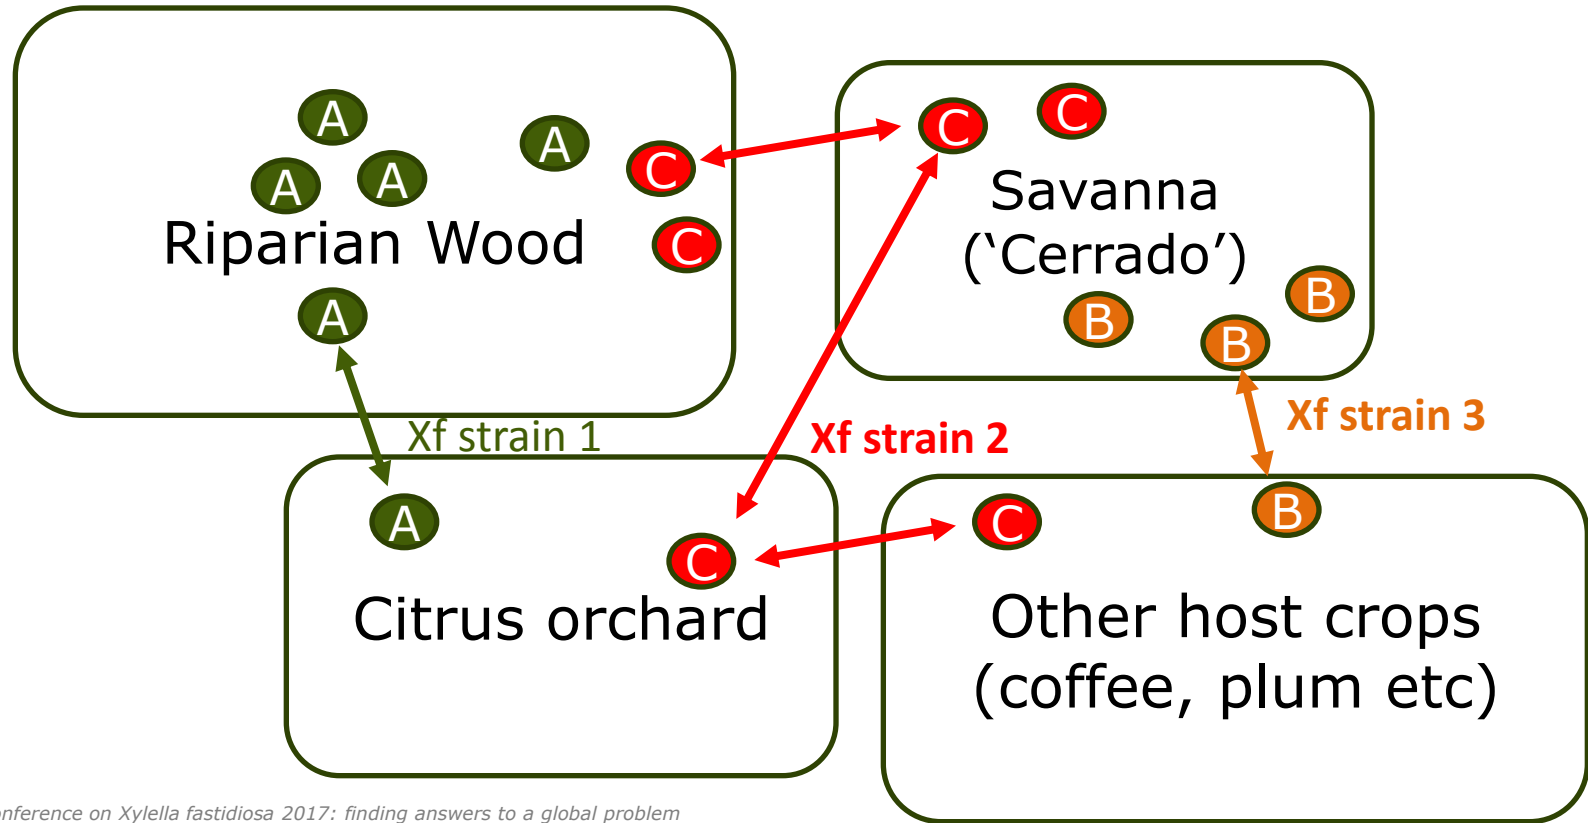 A
A
A
A
C
C
Riparian Wood
A
C
C
Savanna
(‘Cerrado’)
B
B
B
Xf strain 1
Xf strain 2
Xf strain 3
A
C
Citrus orchard
C
B
Other host crops
(coffee, plum etc)
onference on Xylella fastidiosa 2017: finding answers to a global problem